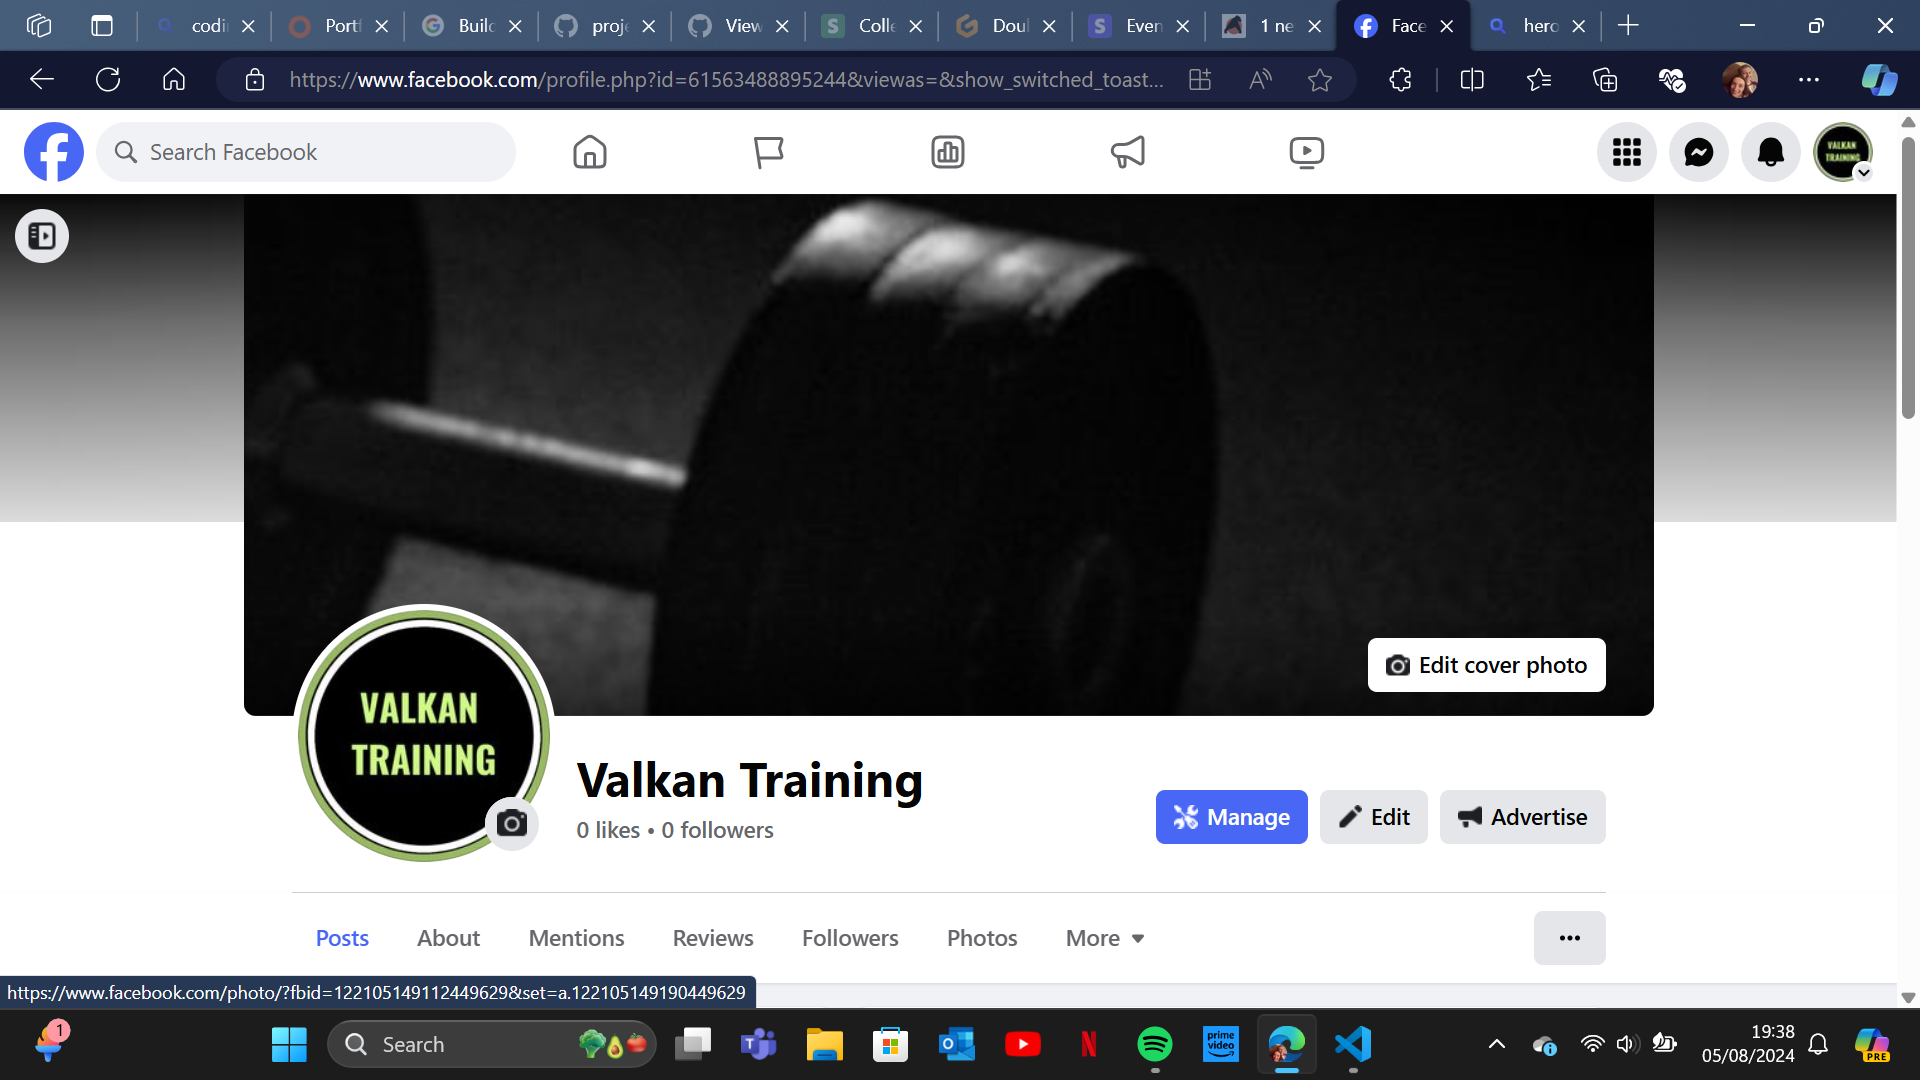 codi
Portf
Build
proje
View
Colle
Doul
Even
1 ne
Face
hero
https://www.facebook.com/profile.php?id=61563488895244&viewas=&show_switched_toast...
Search Facebook
VALKAN
TRAINING
Edit cover photo
VALKAN
TRAINING
Valkan Training
0 likes • 0 followers
Manage
Edit
Advertise
Posts
About
Mentions
Reviews
Followers
Photos
More
https://www.facebook.com/photo/?fbid=122105149112449629&set=a.122105149190449629
1
Search
prime
video
19:38
05/08/2024
PRE